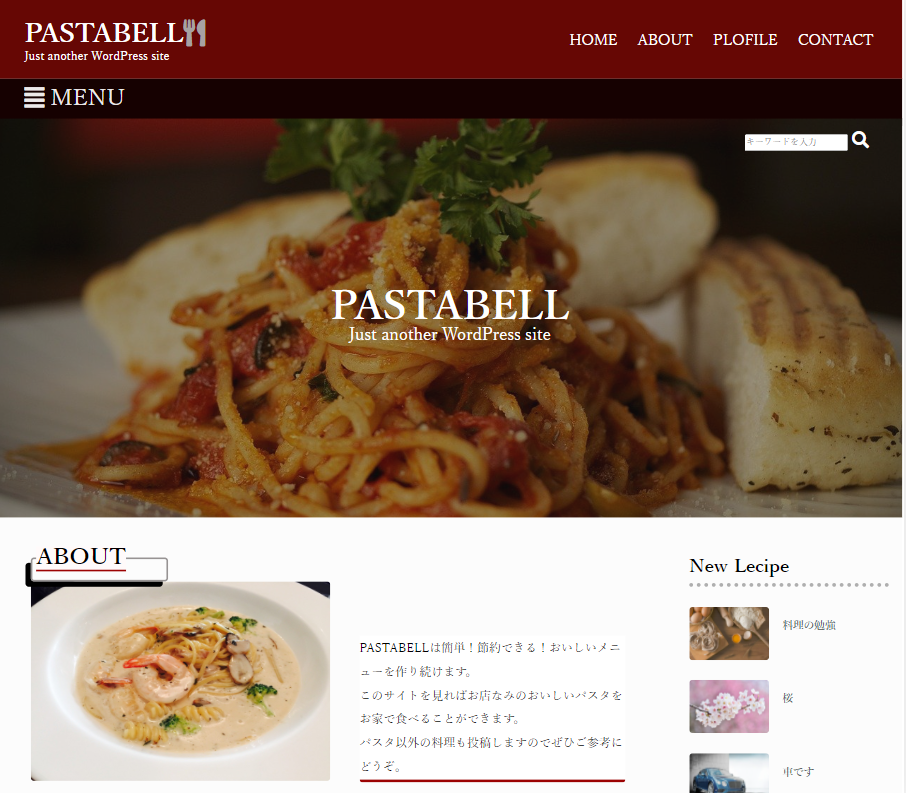 PASTABELL
Just another WordPress site
HOME ABOUT PLOFILE CONTACT
MENU
キーワードを入力
PASTABELL
Just another WordPress site
ABOUT
PASTABELLは簡単！節約できる！おいしいメニ
ューを作り続けます。
このサイトを見ればお店なみのおいしいパスタを
お家で食べることができます。
パスタ以外の料理も投稿しますのでぜひご参考に
どうぞ。
New Lecipe
料理の勉強
桜
車です